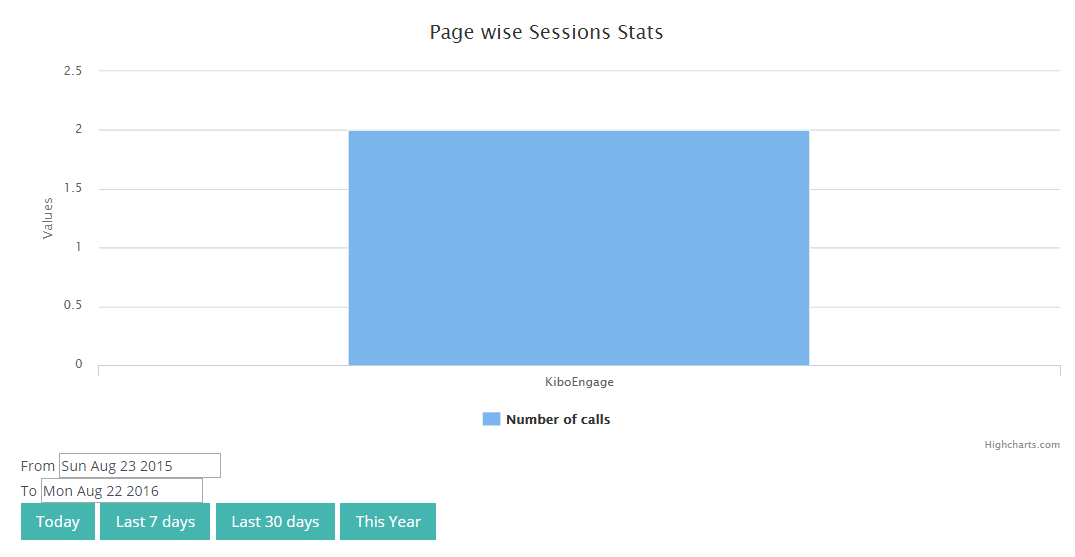 Page wise Sessions Stats
2.5
2
1.5
1
0.5
0
Values
KiboEngage
Number of calls
Highcharts.com
From Sun Aug 23 2015
To Mon Aug 22 2016
Today Last 7 days Last 30 days This Year